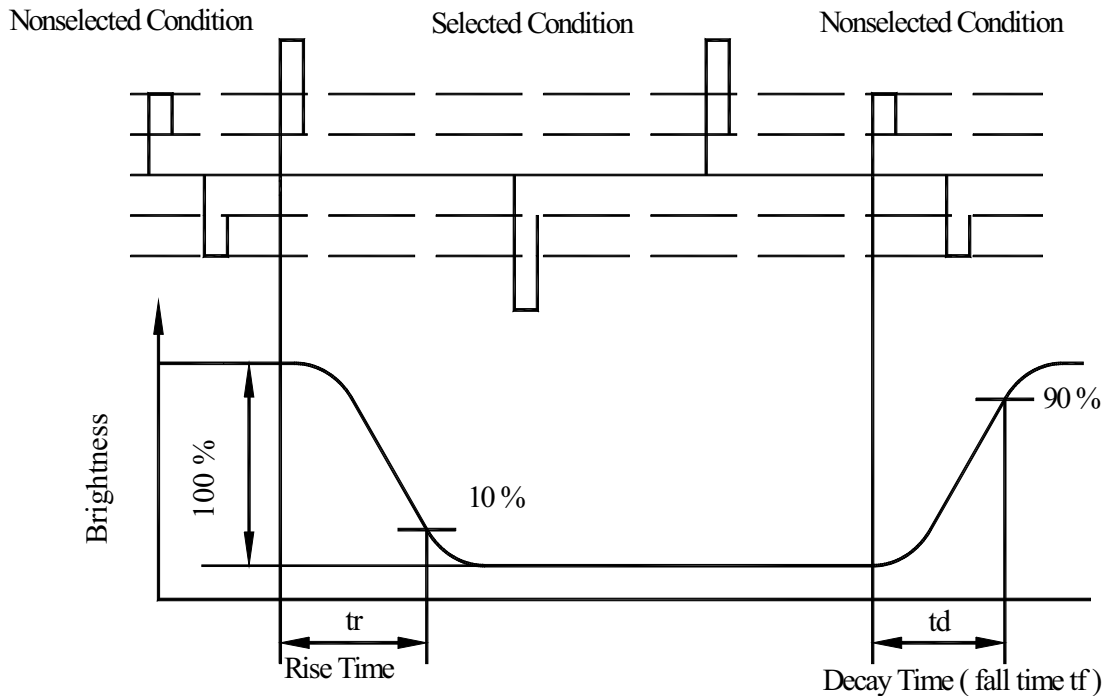 Nonselected Condition
Selected Condition
Nonselected Condition
Brightness
100 %
10 %
90 %
tr
Rise Time
td
Decay Time ( fall time tf )